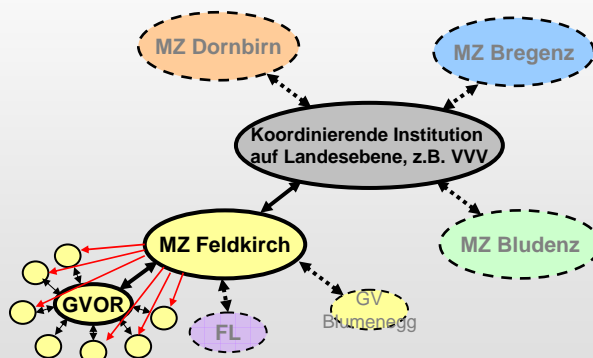 MZ Dornbirn
MZ Bregenz
Koordinierende Institution
auf Landesebene, z.B. VVV
MZ Feldkirch
MZ Bludenz
GVOR
GV
Blumenegg
FL